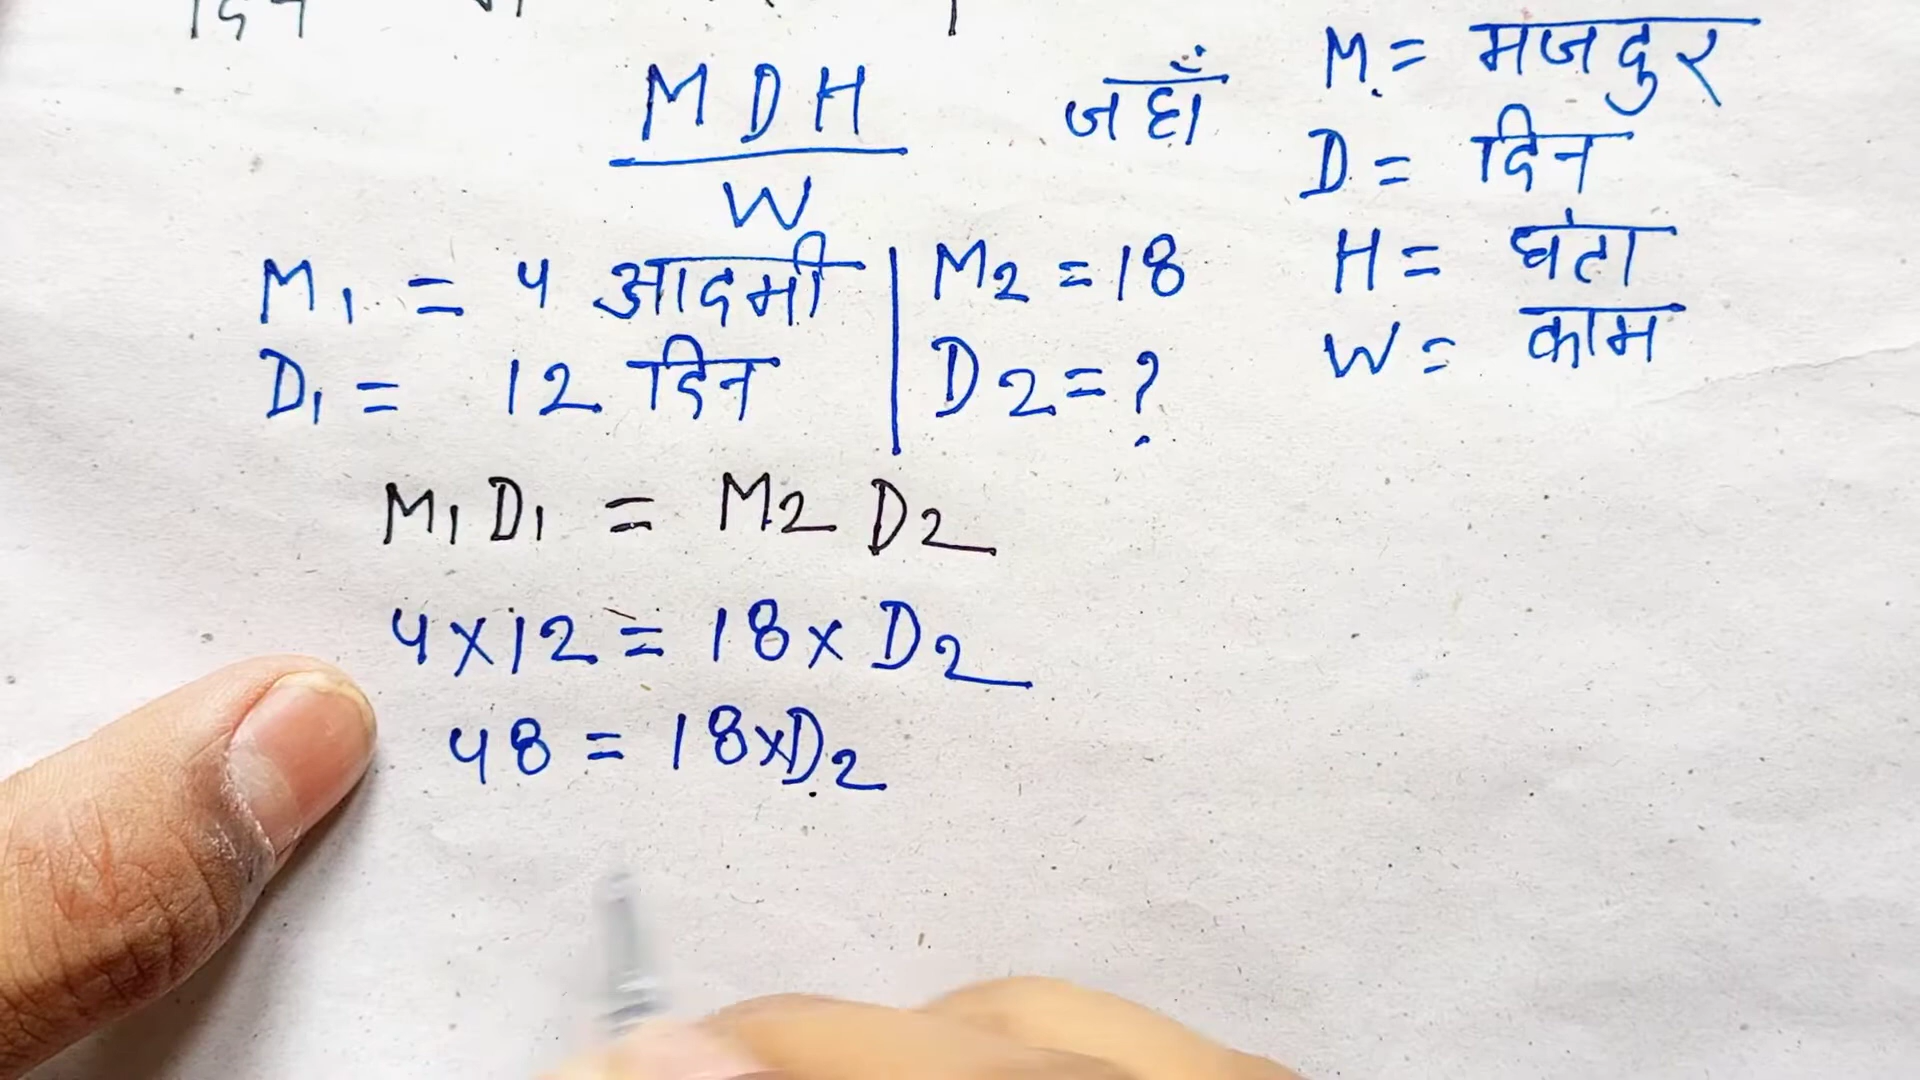 दिन
M D H
W
जहाँ
M = मजदुर
D = दिन
H = घंटा
W = काम
M1 = 4 आदमी | M2 = 18
D1 = 12 दिन | D2 = ?
M1 D1 = M2 D2
4 × 12 = 18 × D2
48 = 18 × D2